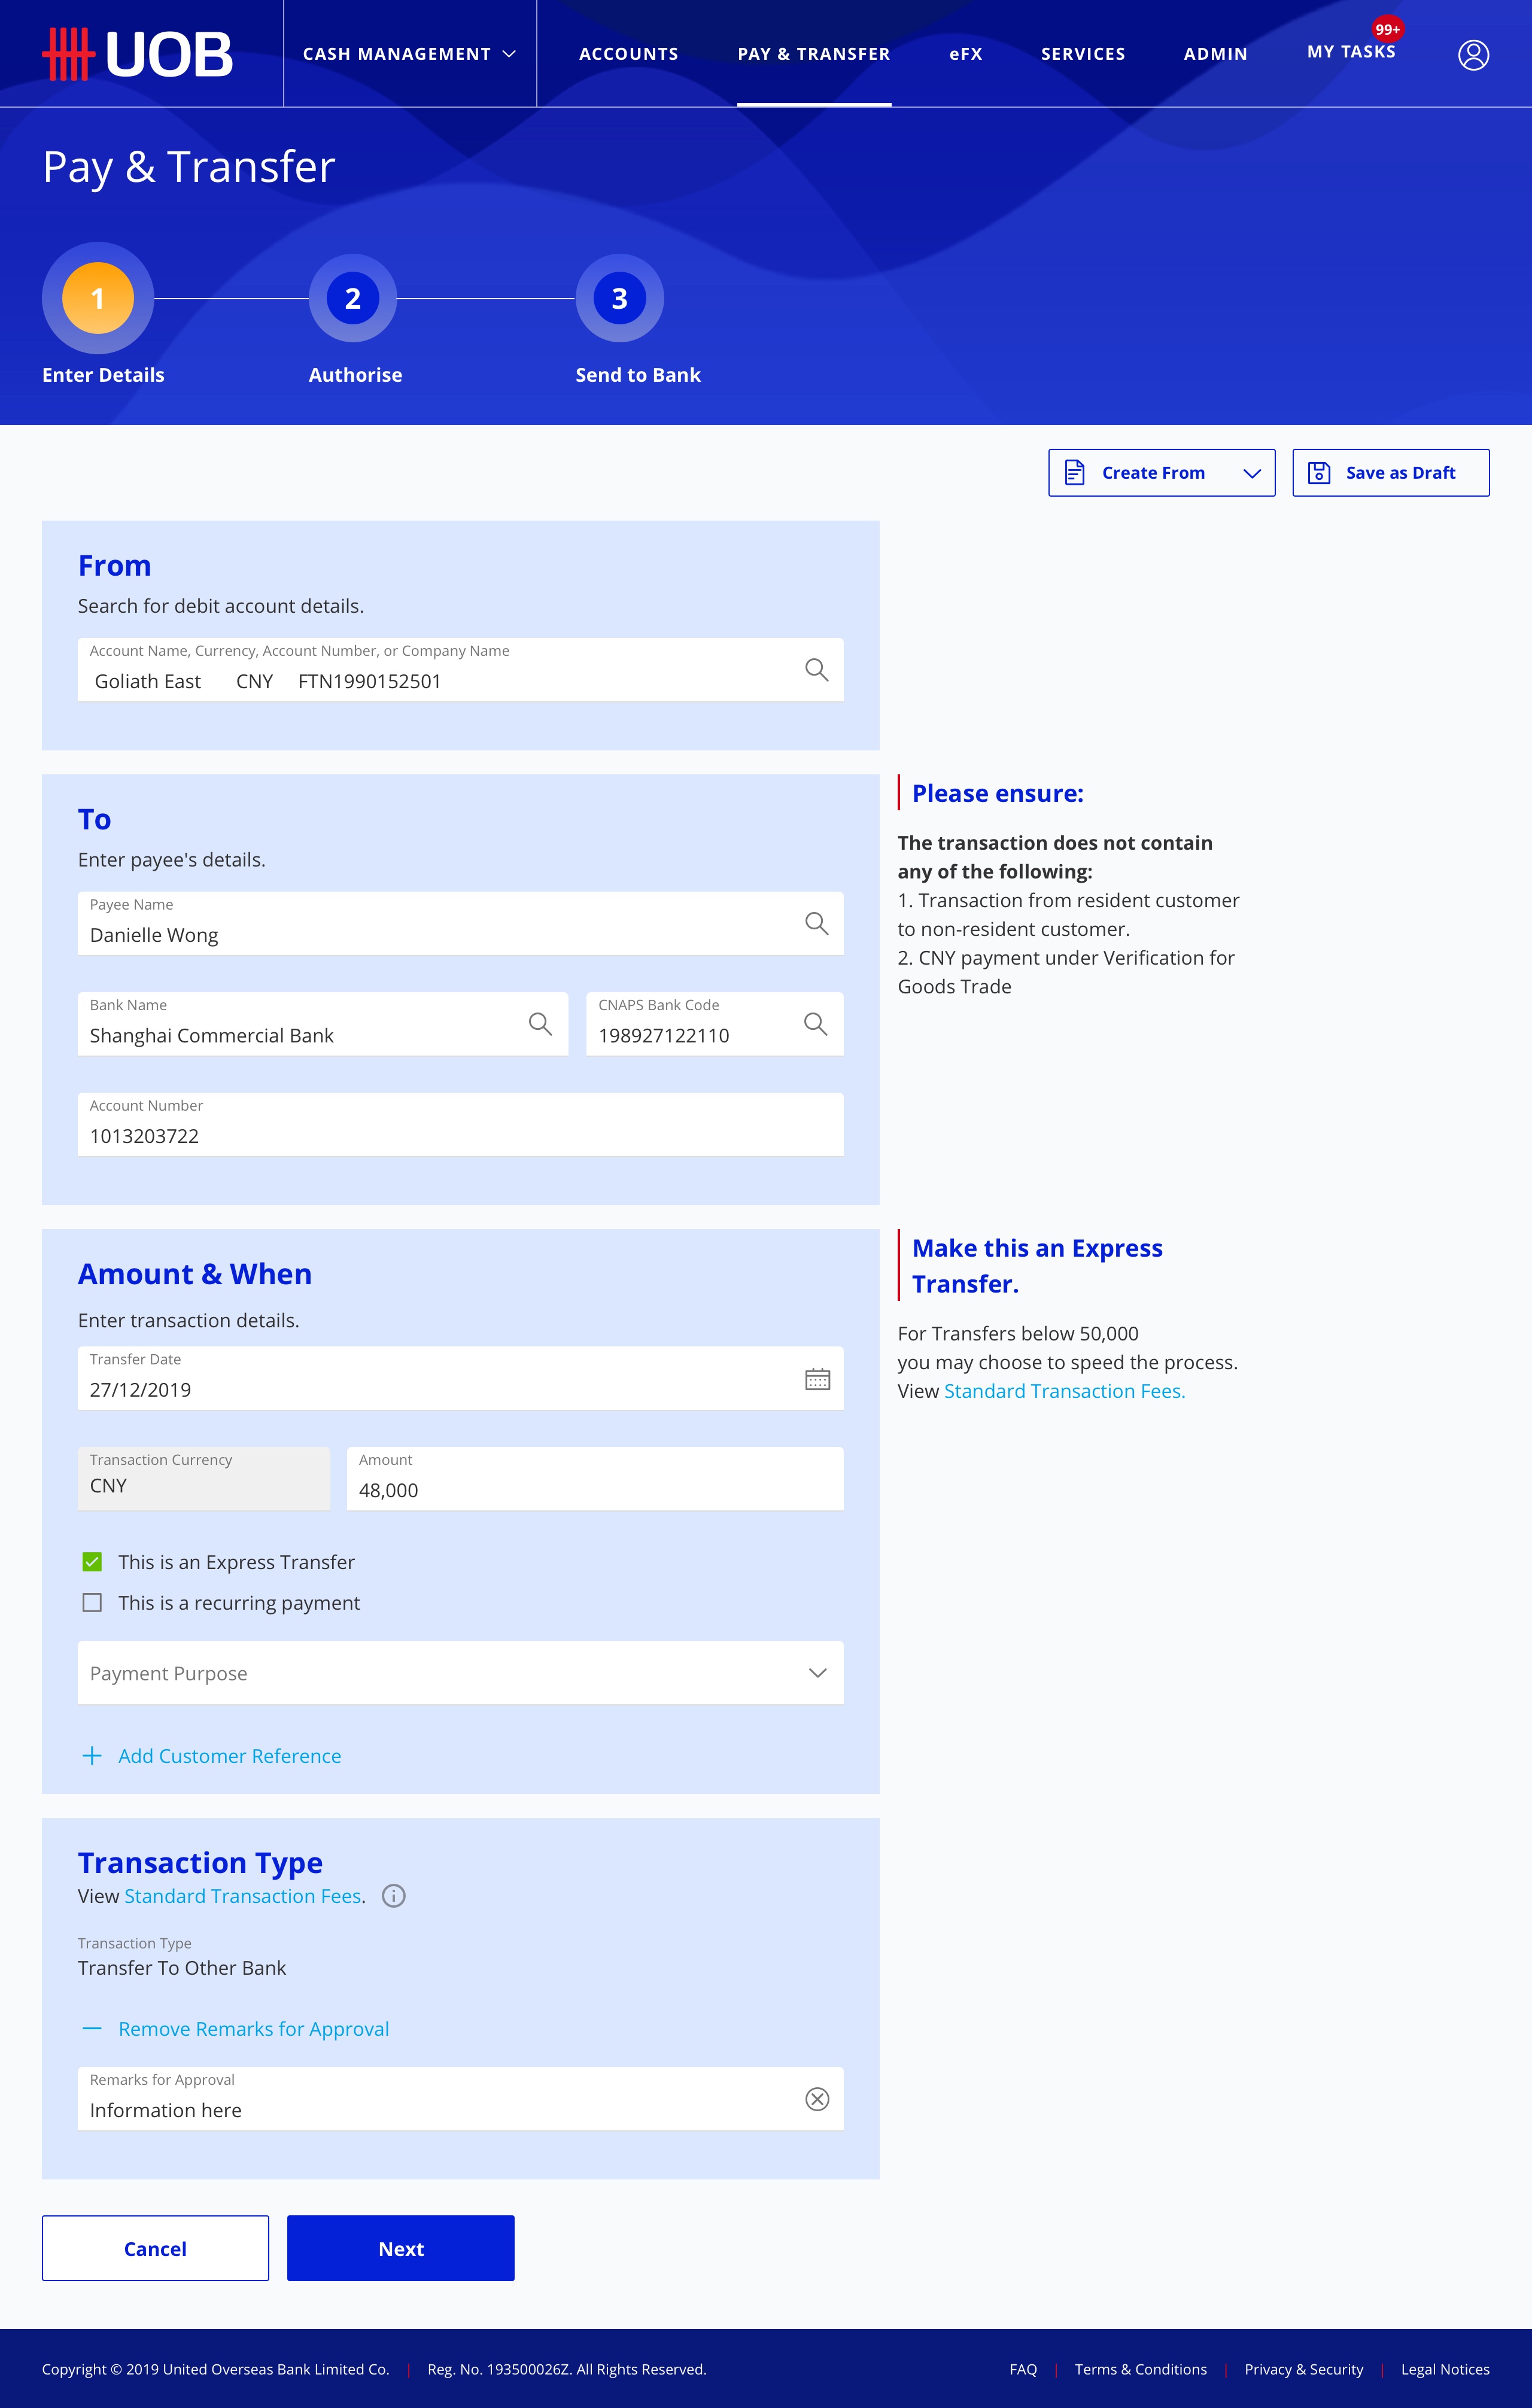 UOB
CASH MANAGEMENT
ACCOUNTS
PAY & TRANSFER
eFX
SERVICES
ADMIN
MY TASKS
99+
Pay & Transfer
1
2
3
Enter Details
Authorise
Send to Bank
Create From
Save as Draft
From
Search for debit account details.
Account Name, Currency, Account Number, or Company Name
Goliath East CNY FTN1990152501
To
Enter payee's details.
Payee Name
Danielle Wong
Bank Name
Shanghai Commercial Bank
CNAPS Bank Code
198927122110
Account Number
1013203722
Please ensure:
The transaction does not contain
any of the following:
1. Transaction from resident customer
to non-resident customer.
2. CNY payment under Verification for
Goods Trade
Amount & When
Enter transaction details.
Transfer Date
27/12/2019
Transaction Currency
CNY
Amount
48,000
This is an Express Transfer
This is a recurring payment
Payment Purpose
Add Customer Reference
Make this an Express
Transfer.
For Transfers below 50,000
you may choose to speed the process.
View Standard Transaction Fees.
Transaction Type
View Standard Transaction Fees.
Transaction Type
Transfer To Other Bank
Remove Remarks for Approval
Remarks for Approval
Information here
Cancel
Next
Copyright © 2019 United Overseas Bank Limited Co. | Reg. No. 193500026Z. All Rights Reserved.
FAQ | Terms & Conditions | Privacy & Security | Legal Notices